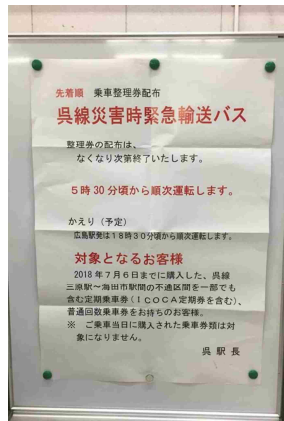 先着順 乗車整理券配布
呉線災害時緊急輸送バス
整理券の配布は、
なくなり次第終了いたします。
５時30分頃から順次運転します。
かえり（予定）
広島駅発は１８時３０分頃から順次運転します。
対象となるお客様
2018年７月６日までに購入した、呉線
三原駅～海田市駅間の不通区間を一部でも
含む定期乗車券（ＩＣＯＣＡ定期券を含む）、
普通回数乗車券をお持ちのお客様。
※ ご乗車当日に購入された乗車券類は対
象になりません。
呉 駅 長